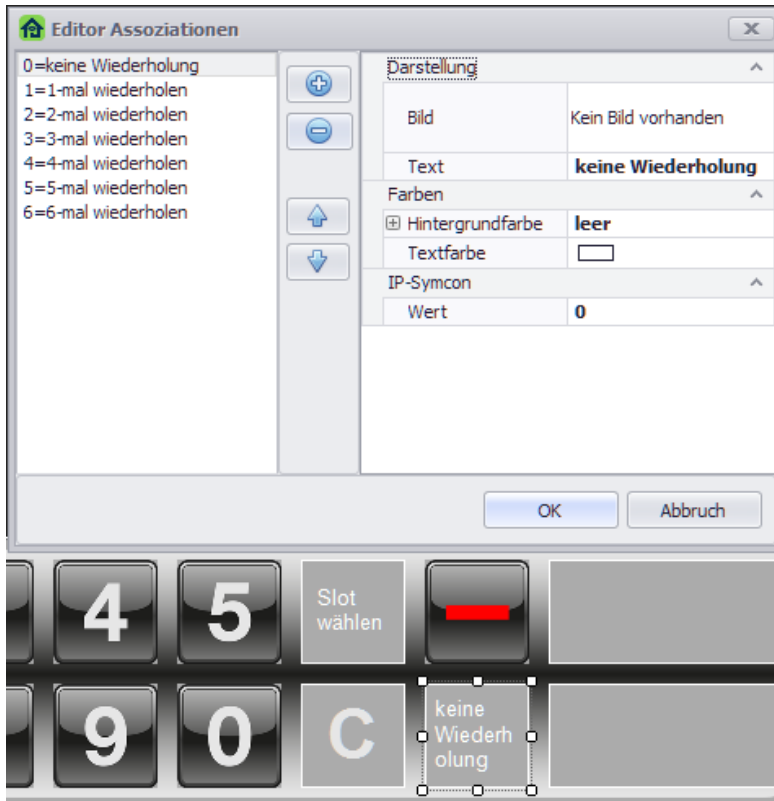 Editor Assoziationen
0=keine Wiederholung
1=1-mal wiederholen
2=2-mal wiederholen
3=3-mal wiederholen
4=4-mal wiederholen
5=5-mal wiederholen
6=6-mal wiederholen
Darstellung
Bild Kein Bild vorhanden
Text keine Wiederholung
Farben
Hintergrundfarbe leer
Textfarbe
IP-Symcon
Wert 0
OK Abbruch
4 5 Slot
wählen
9 0 C keine
Wiederh
olung